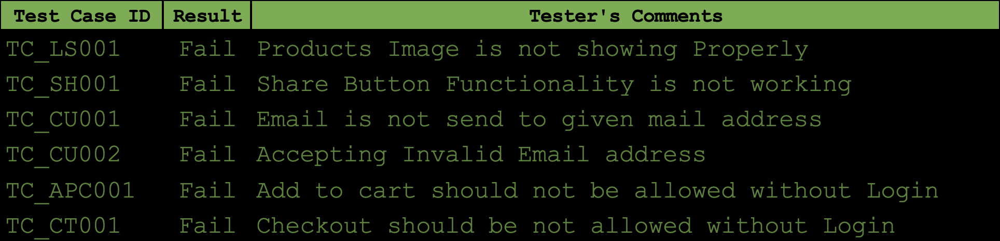 Test Case ID Result Tester's Comments
TC_LS001 Fail Products Image is not showing Properly
TC_SH001 Fail Share Button Functionality is not working
TC_CU001 Fail Email is not send to given mail address
TC_CU002 Fail Accepting Invalid Email address
TC_APC001 Fail Add to cart should not be allowed without Login
TC_CT001 Fail Checkout should be not allowed without Login